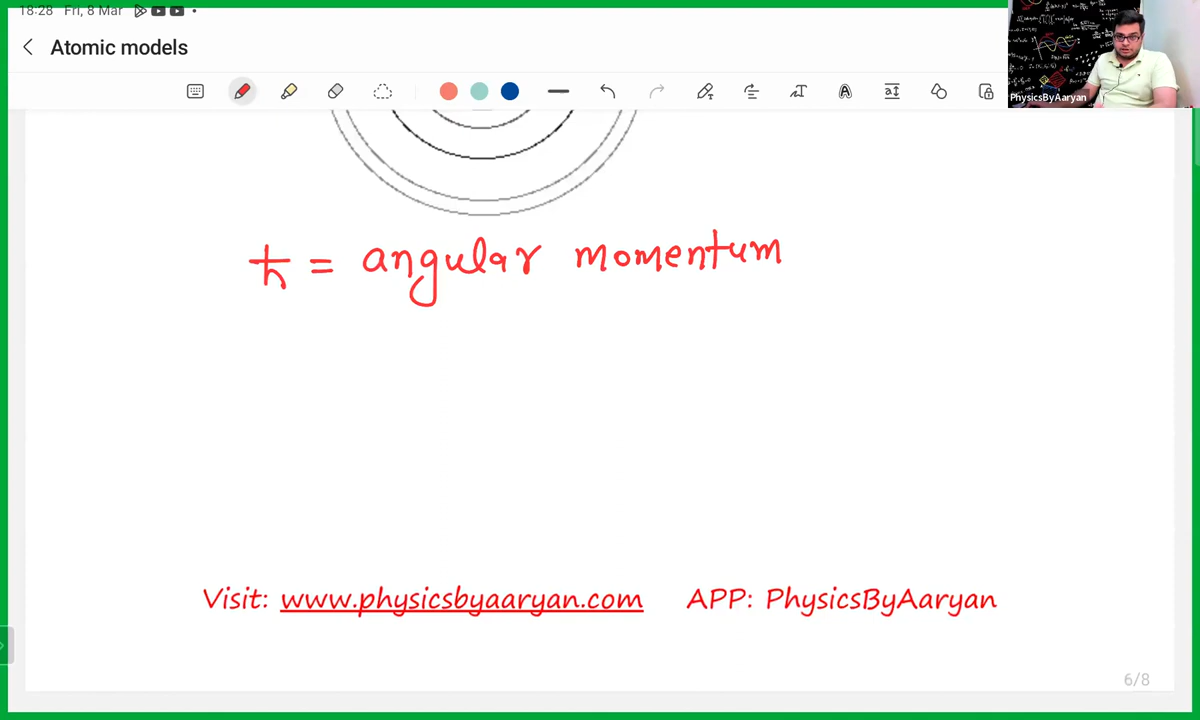 18:28 Fri, 8 Mar
Atomic models
PhysicsByAaryan
ħ = angular momentum
Visit: www.physicsbyaaryan.com APP: PhysicsByAaryan
6/8